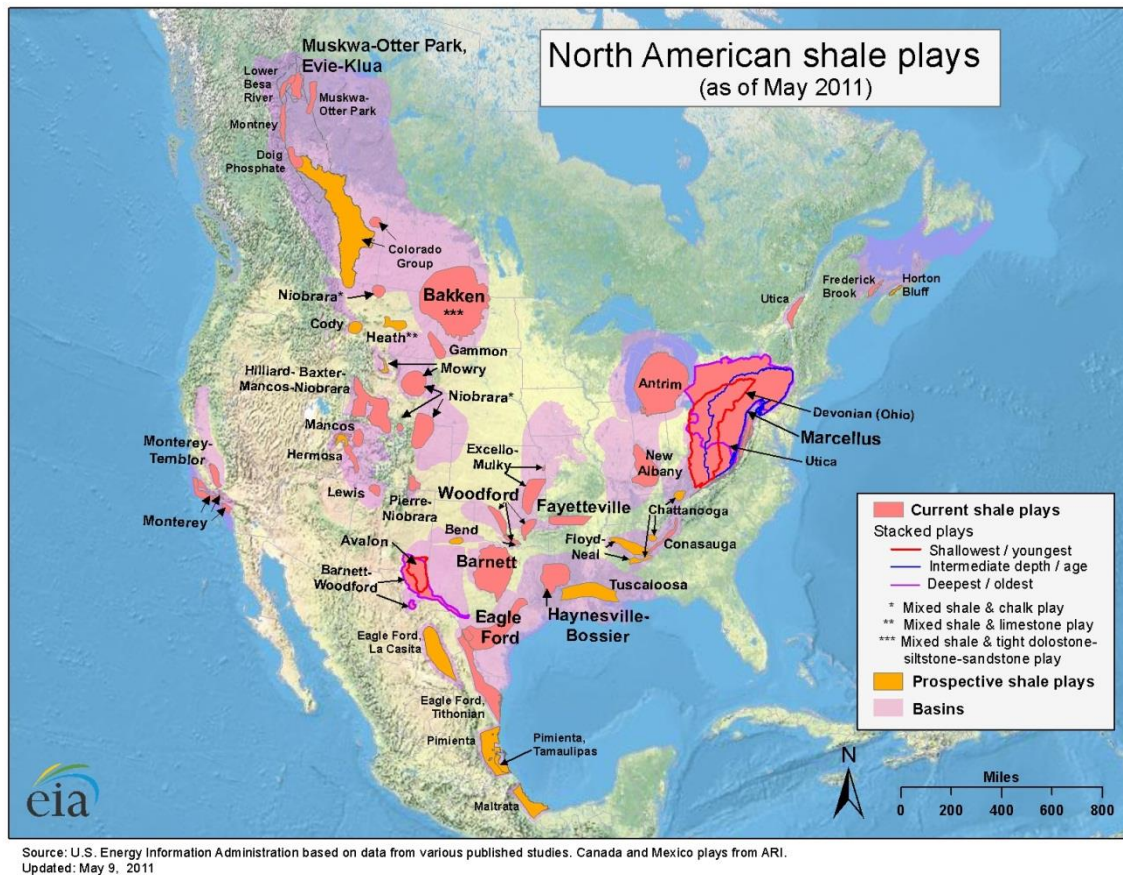 North American shale plays
(as of May 2011)
Muskwa-Otter Park,
Evie-Klua
Lower
Besa
River
Muskwa-
Otter Park
Montney
Doig
Phosphate
Colorado
Group
Niobrara*
Bakken
***
Cody
Heath**
Gammon
Mowry
Hilliard- Baxter-
Mancos-Niobrara
Niobrara*
Antrim
Utica
Frederick
Brook
Horton
Bluff
Devonian (Ohio)
Marcellus
Utica
Mancos
Monterey-
Temblor
Hermosa
Excello-
Mulky
New
Albany
Lewis
Pierre-
Niobrara
Woodford
Fayetteville
Chattanooga
Monterey
Bend
Floyd-
Neal
Conasauga
Avalon
Barnett
Barnett-
Woodford
Tuscaloosa
Eagle
Ford
Haynesville-
Bossier
Eagle Ford,
La Casita
Eagle Ford,
Tithonian
Pimienta
Pimienta,
Tamaulipas
Maltrata
Current shale plays
Stacked plays
Shallowest / youngest
Intermediate depth / age
Deepest / oldest
* Mixed shale & chalk play
** Mixed shale & limestone play
*** Mixed shale & tight dolostone-
siltstone-sandstone play
Prospective shale plays
Basins
N
Miles
0 200 400 600 800
eia
Source: U.S. Energy Information Administration based on data from various published studies. Canada and Mexico plays from ARI.
Updated: May 9, 2011